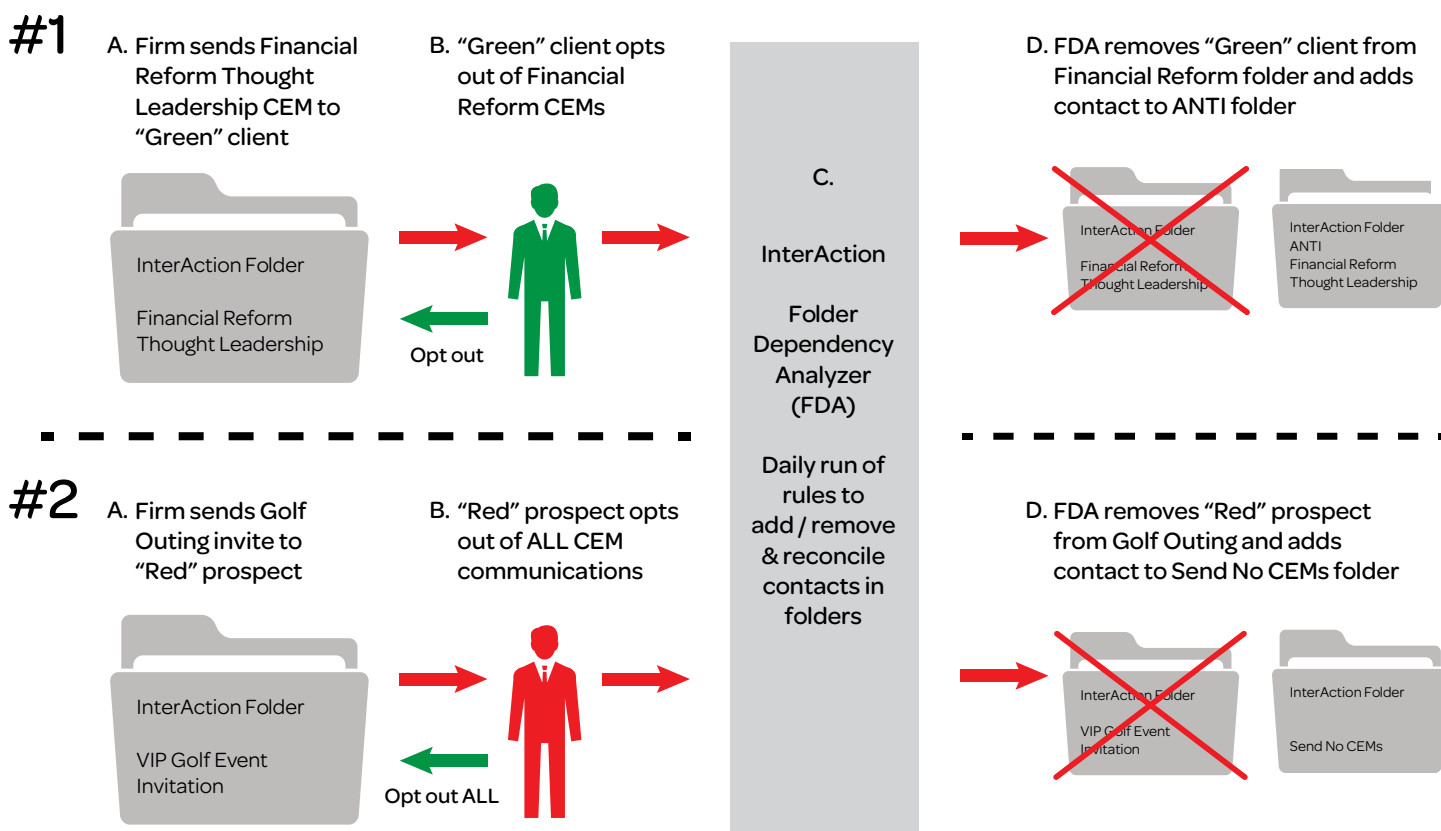 #1
A. Firm sends Financial
Reform Thought
Leadership CEM to
“Green” client
B. “Green” client opts
out of Financial
Reform CEMs
InterAction Folder
Financial Reform
Thought Leadership
Opt out
C.
InterAction
Folder
Dependency
Analyzer
(FDA)
Daily run of
rules to
add / remove
& reconcile
contacts in
folders
D. FDA removes “Green” client from
Financial Reform folder and adds
contact to ANTI folder
InterAction Folder
Financial Reform
Thought Leadership
InterAction Folder
ANTI
Financial Reform
Thought Leadership
#2
A. Firm sends Golf
Outing invite to
“Red” prospect
B. “Red” prospect opts
out of ALL CEM
communications
InterAction Folder
VIP Golf Event
Invitation
Opt out ALL
D. FDA removes “Red” prospect
from Golf Outing and adds
contact to Send No CEMs folder
InterAction Folder
VIP Golf Event
Invitation
InterAction Folder
Send No CEMs